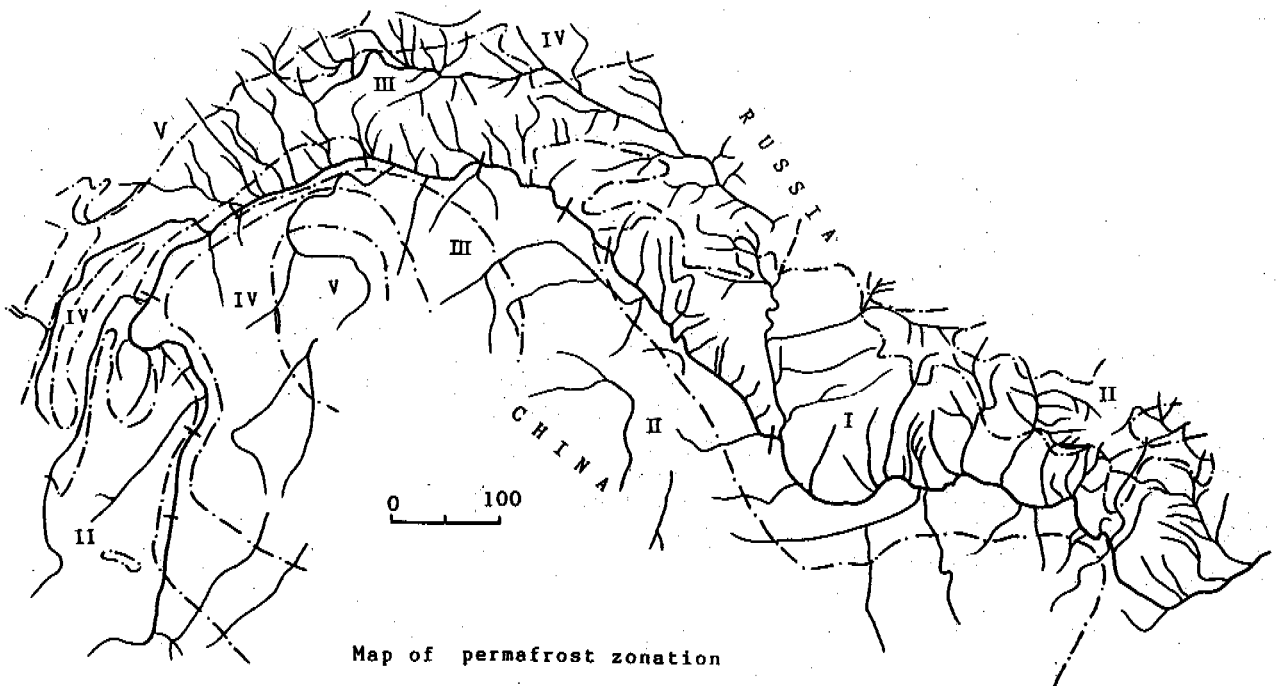 IV
III
V
RUSSIA
III
IV
V
IV
I
II
II
CHINA
0 100
II
Map of permafrost zonation